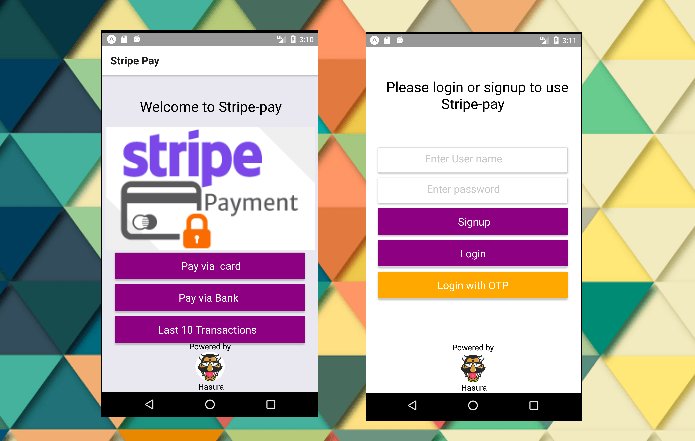 3:10
Stripe Pay
Welcome to Stripe-pay
stripe
Payment
Pay via card
Pay via Bank
Last 10 Transactions
Powered by
Hasura
3:11
Please login or signup to use
Stripe-pay
Enter User name
Enter password
Signup
Login
Login with OTP
Powered by
Hasura